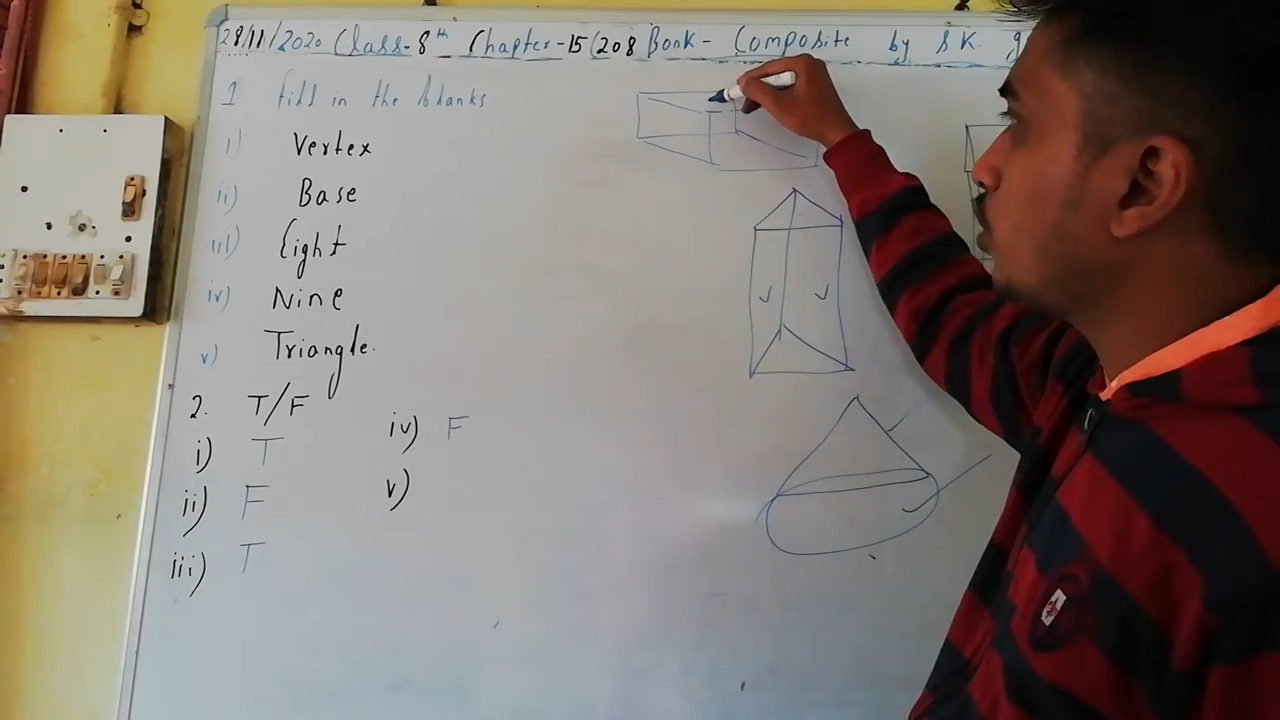 28/11/2020 Class-8th Chapter-15 (208 Book- Composite by S K. g
1 fill in the blanks
i) Vertex
ii) Base
iii) Eight
iv) Nine
v) Triangle.
2. T/F
i) T
ii) F
iii) T
iv) F
v)